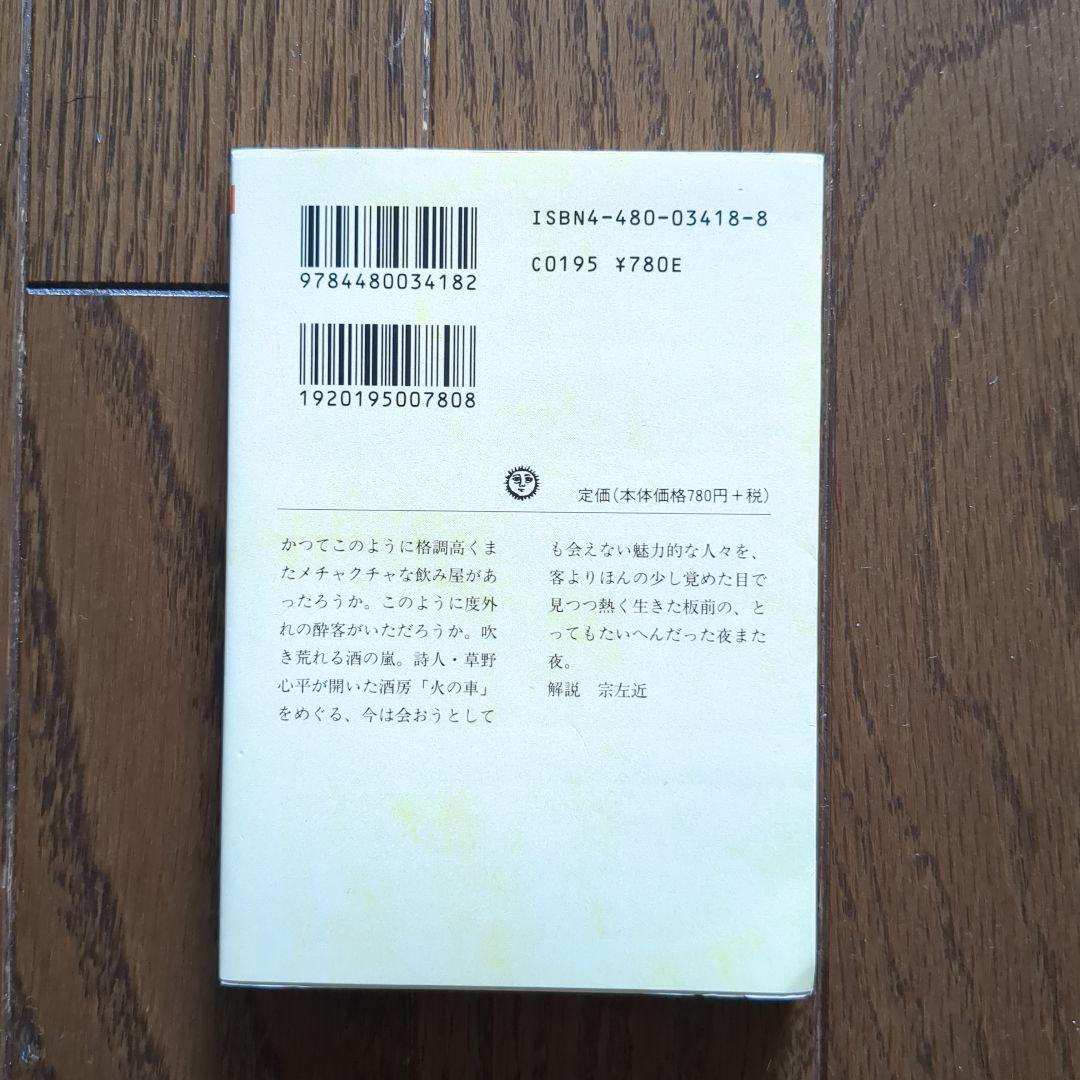 9784480034182
1920195007808
ISBN4-480-03418-8
C0195 ¥780E
定価(本体価格780円+税)
かつてこのように格調高くま
たメチャクチャな飲み屋があ
ったろうか。このように度外
れの酔客がいただろうか。吹
き荒れる酒の嵐。詩人・草野
心平が開いた酒房「火の車」
をめぐる、今は会おうとして
も会えない魅力的な人々を、
客よりほんの少し覚めた目で
見つつ熱く生きた板前の、と
ってもたいへんだった夜また
夜。
解説 宗左近